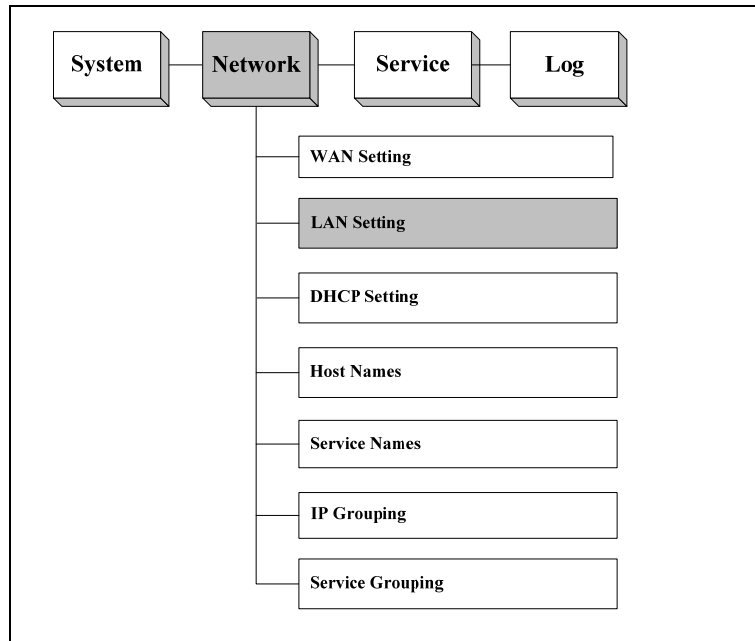 System
Network
Service
Log
WAN Setting
LAN Setting
DHCP Setting
Host Names
Service Names
IP Grouping
Service Grouping